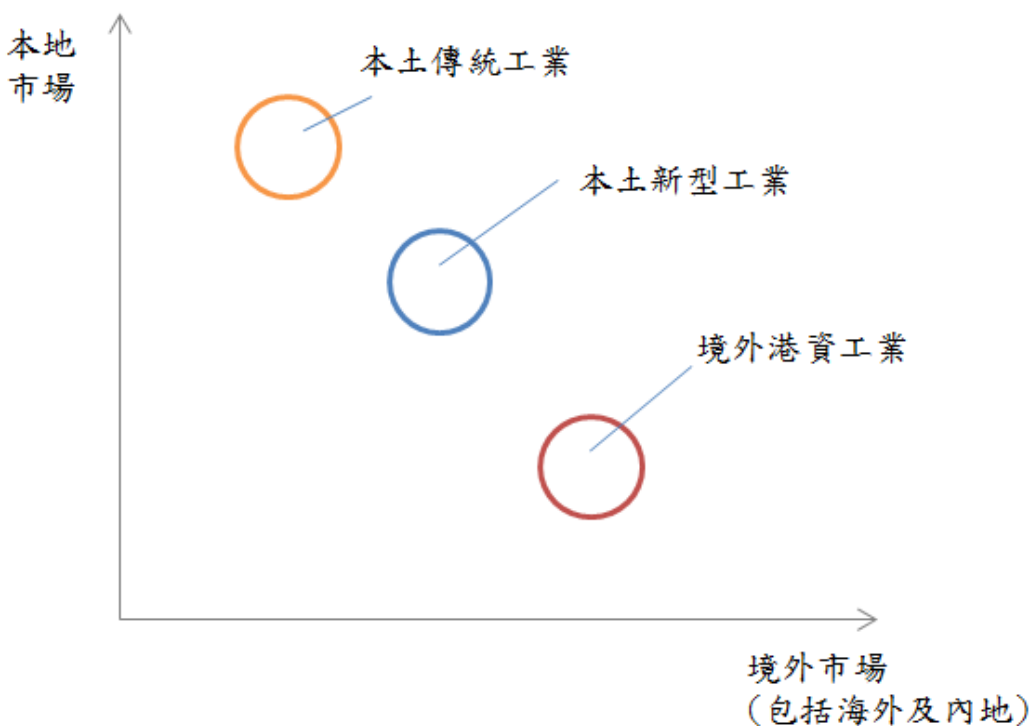 本地
市場
本土傳統工業
本土新型工業
境外港資工業
境外市場
(包括海外及內地)